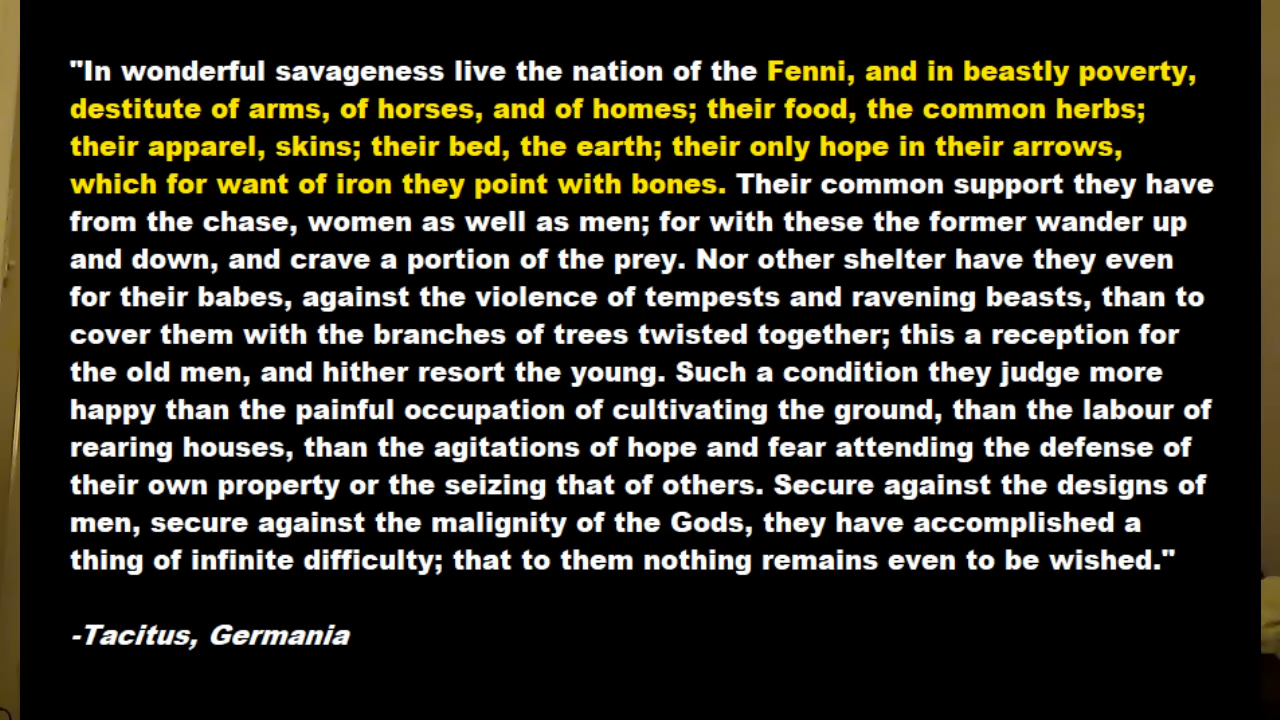 "In wonderful savageness live the nation of the Fenni, and in beastly poverty,
destitute of arms, of horses, and of homes; their food, the common herbs;
their apparel, skins; their bed, the earth; their only hope in their arrows,
which for want of iron they point with bones. Their common support they have
from the chase, women as well as men; for with these the former wander up
and down, and crave a portion of the prey. Nor other shelter have they even
for their babes, against the violence of tempests and ravening beasts, than to
cover them with the branches of trees twisted together; this a reception for
the old men, and hither resort the young. Such a condition they judge more
happy than the painful occupation of cultivating the ground, than the labour of
rearing houses, than the agitations of hope and fear attending the defense of
their own property or the seizing that of others. Secure against the designs of
men, secure against the malignity of the Gods, they have accomplished a
thing of infinite difficulty; that to them nothing remains even to be wished."
-Tacitus, Germania